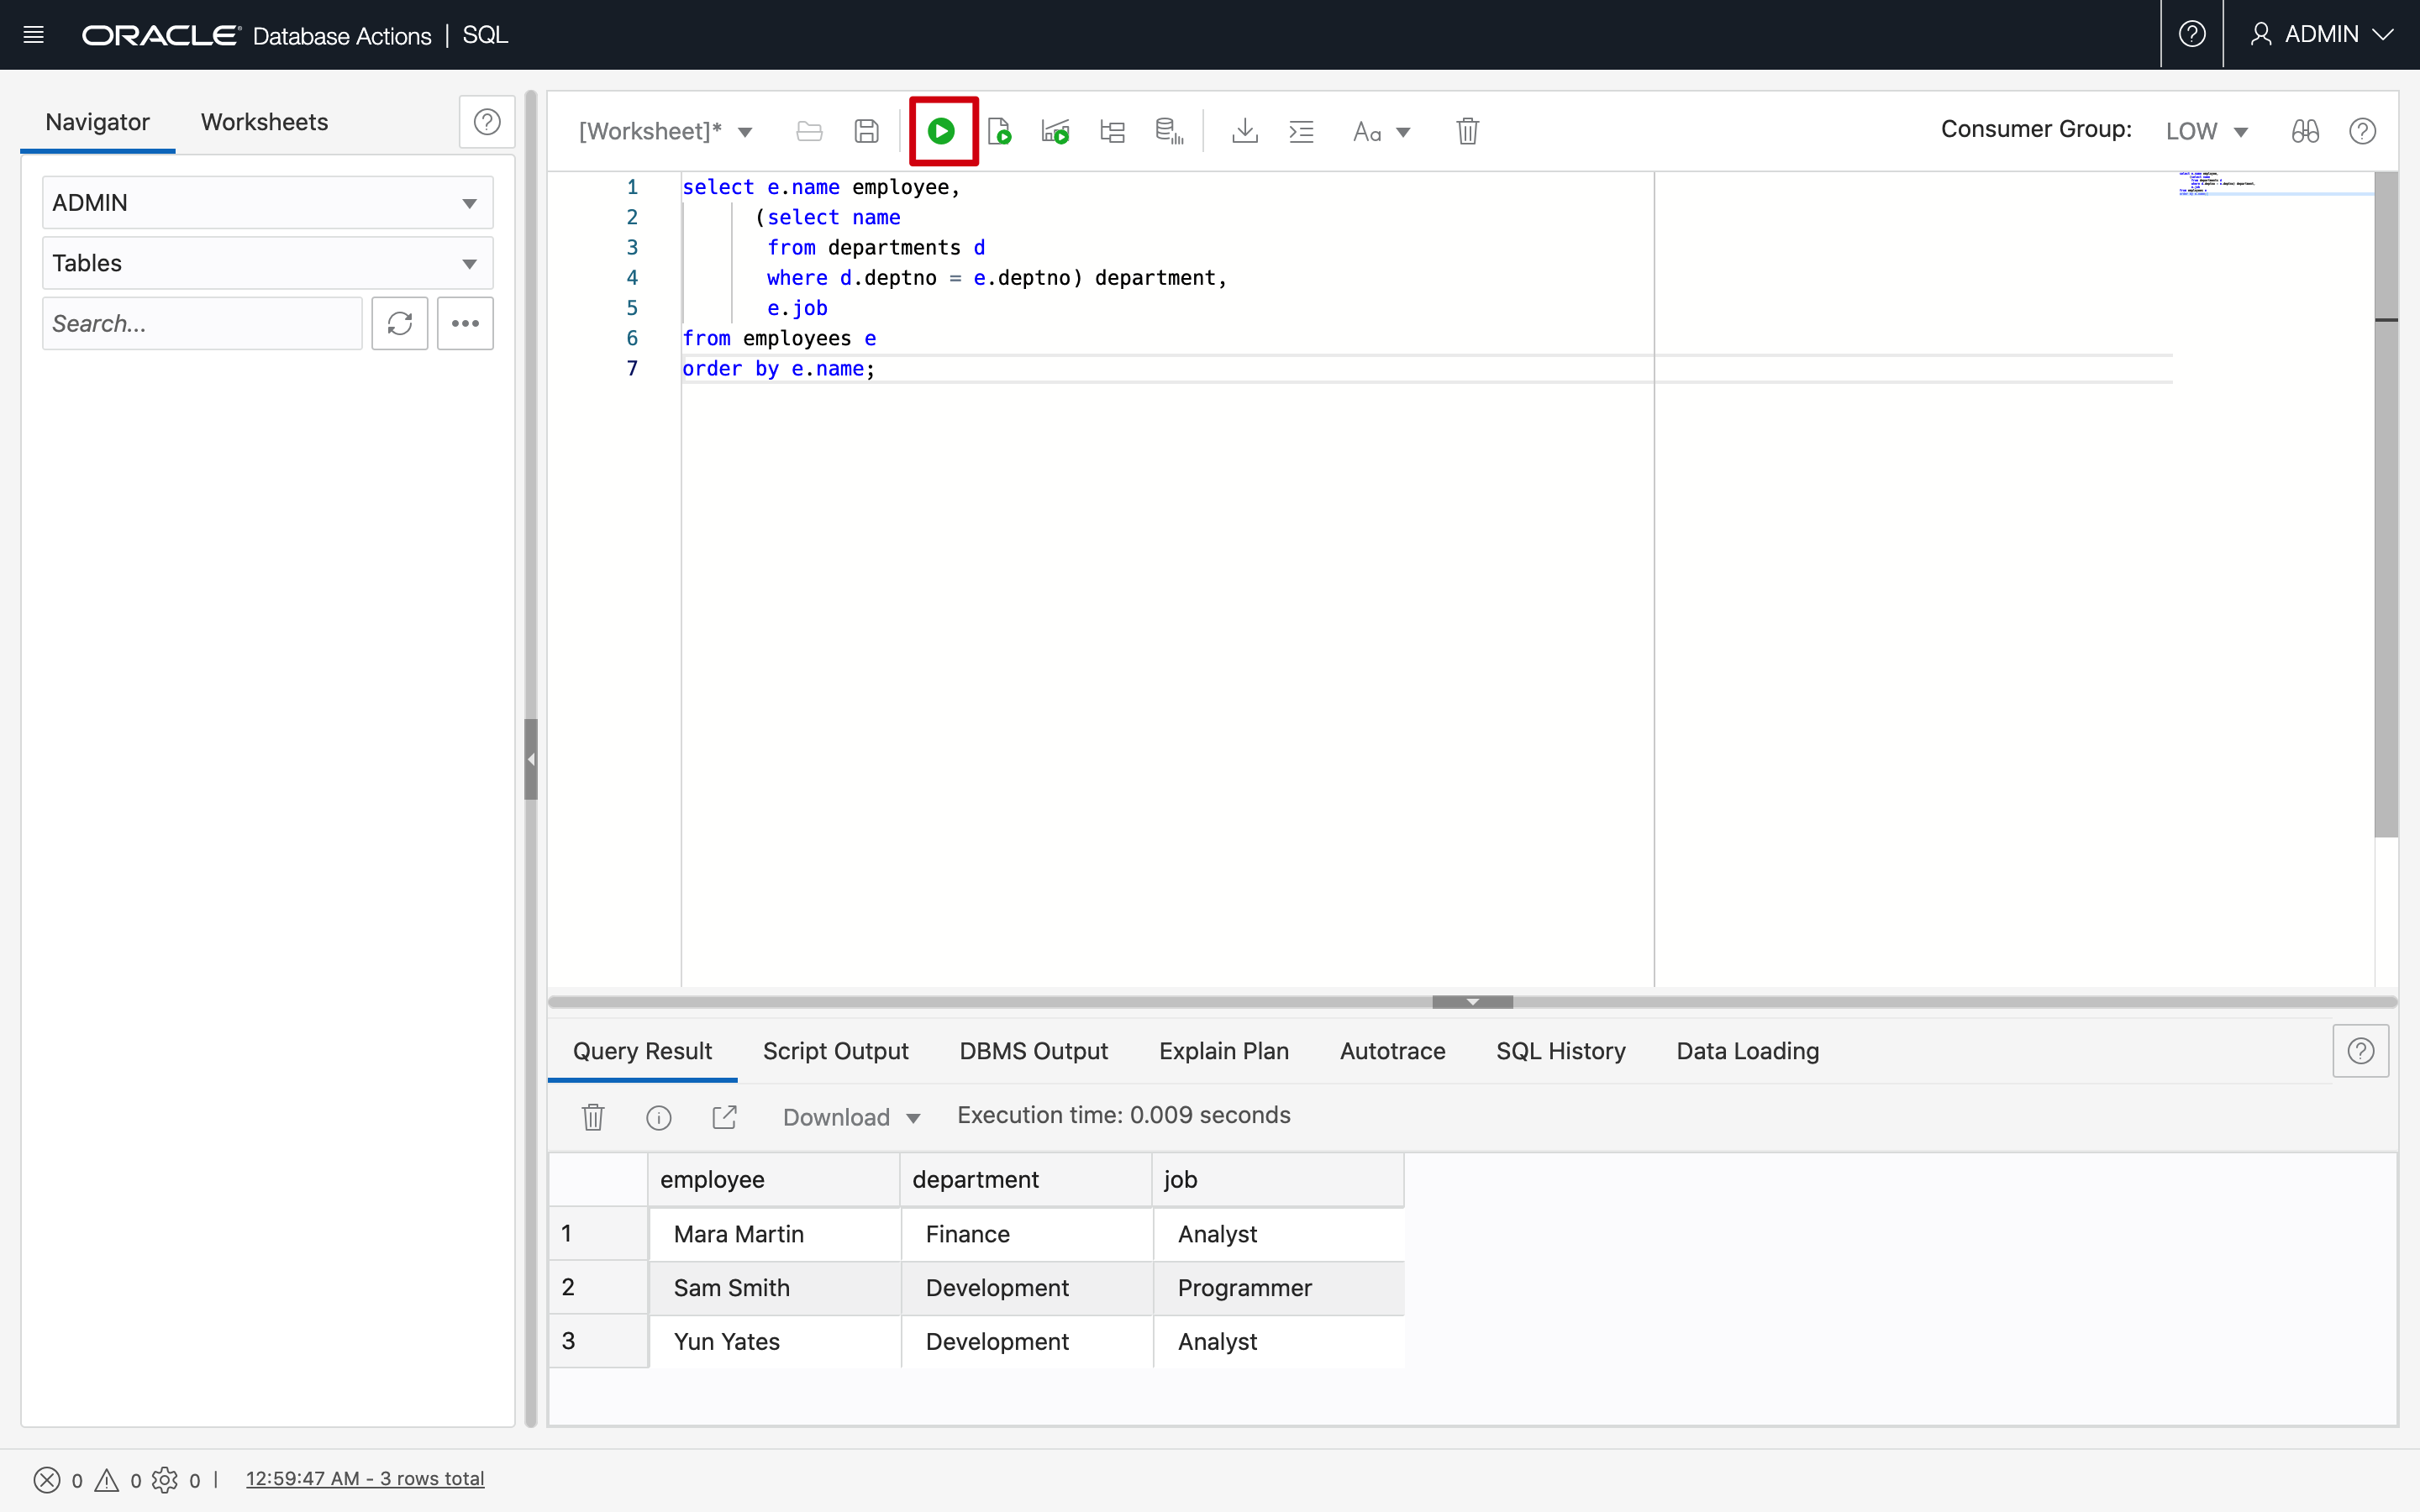 ORACLE Database Actions | SQL
ADMIN
Navigator
Worksheets
ADMIN
Tables
Search...
[Worksheet]*
Aa
Consumer Group:
LOW
1 select e.name employee,
2 (select name
3 from departments d
4 where d.deptno = e.deptno) department,
5 e.job
6 from employees e
7 order by e.name;
Query Result
Script Output
DBMS Output
Explain Plan
Autotrace
SQL History
Data Loading
Download
Execution time: 0.009 seconds
employee department job
1 Mara Martin Finance Analyst
2 Sam Smith Development Programmer
3 Yun Yates Development Analyst
0 0 0 | 12:59:47 AM - 3 rows total